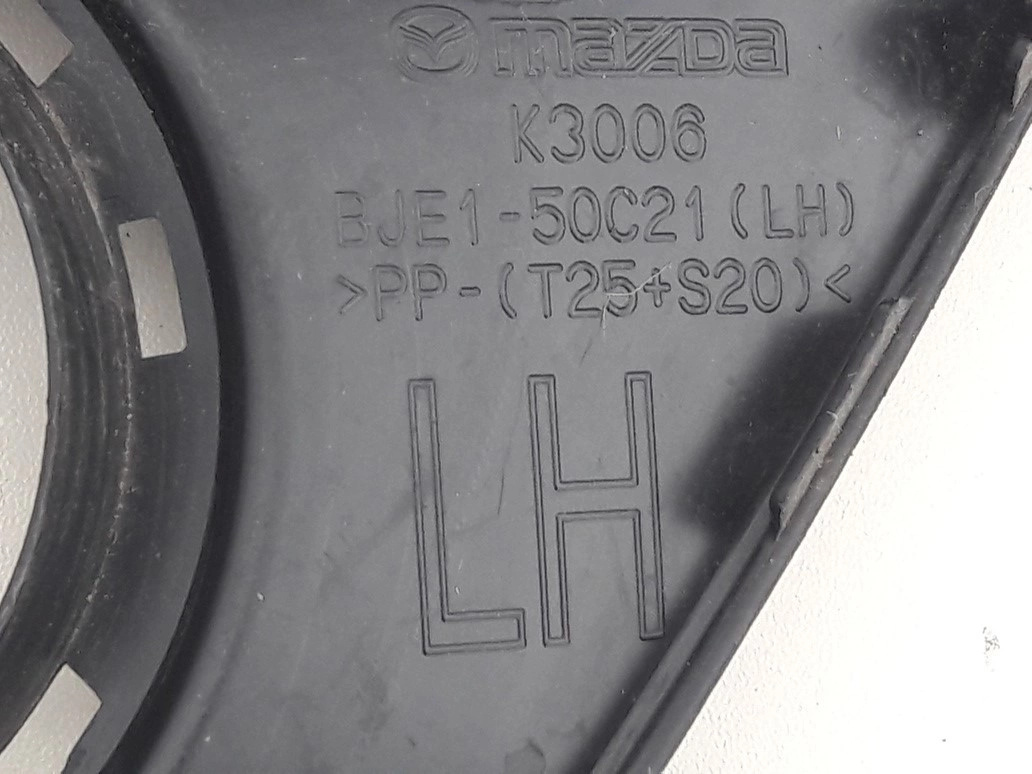 mazda
K3006
BJE1-50C21(LH)
>PP-(T25+S20)<
LH